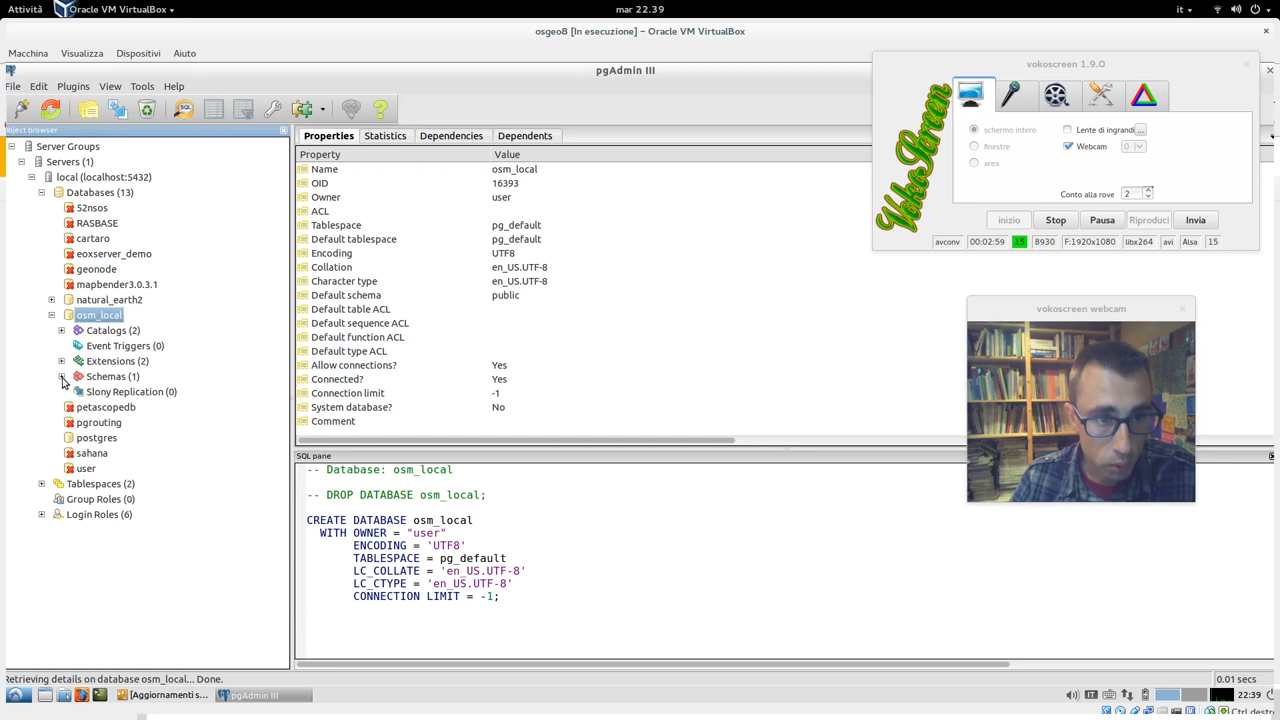 Attività
Oracle VM VirtualBox
mar 22.39
it
osgeo8 [In esecuzione] – Oracle VM VirtualBox
Macchina Visualizza Dispositivi Aiuto
pgAdmin III
File Edit Plugins View Tools Help
SQL
bject browser
Server Groups
Servers (1)
local (localhost:5432)
Databases (13)
52nsos
RASBASE
cartaro
eoxserver_demo
geonode
mapbender3.0.3.1
natural_earth2
osm_local
Catalogs (2)
Event Triggers (0)
Extensions (2)
Schemas (1)
Slony Replication (0)
petascopedb
pgrouting
postgres
sahana
user
Tablespaces (2)
Group Roles (0)
Login Roles (6)
Properties Statistics Dependencies Dependents
Property Value
Name osm_local
OID 16393
Owner user
ACL
Tablespace pg_default
Default tablespace pg_default
Encoding UTF8
Collation en_US.UTF-8
Character type en_US.UTF-8
Default schema public
Default table ACL
Default sequence ACL
Default function ACL
Default type ACL
Allow connections? Yes
Connected? Yes
Connection limit -1
System database? No
Comment
SQL pane
-- Database: osm_local
-- DROP DATABASE osm_local;
CREATE DATABASE osm_local
WITH OWNER = "user"
ENCODING = 'UTF8'
TABLESPACE = pg_default
LC_COLLATE = 'en_US.UTF-8'
LC_CTYPE = 'en_US.UTF-8'
CONNECTION LIMIT = -1;
vokoscreen 1.9.0
VokoScreen
schermo intero
finestre
area
Lente di ingrandi ...
Webcam 0
Conto alla rove 2
inizio Stop Pausa Riproduci Invia
avconv 00:02:59 15 8930 F:1920x1080 libx264 avi Alsa 15
vokoscreen webcam
Retrieving details on database osm_local... Done.
0.01 secs
[Aggiornamenti s...
pgAdmin III
IT
22:39
Ctrl destro